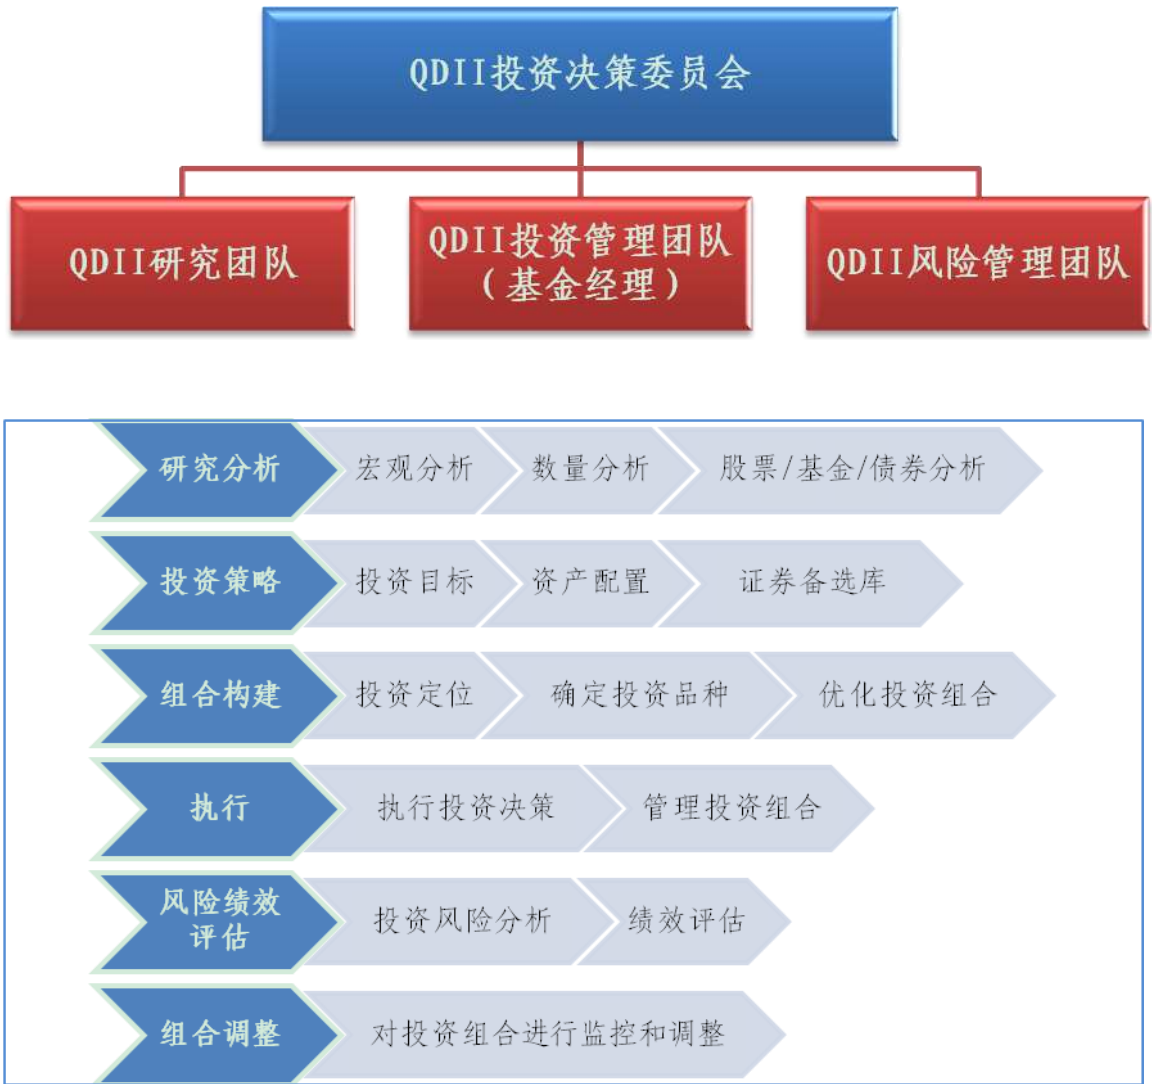 QDII投资决策委员会
QDII研究团队
QDII投资管理团队
（基金经理）
QDII风险管理团队
研究分析 宏观分析 数量分析 股票/基金/债券分析
投资策略 投资目标 资产配置 证券备选库
组合构建 投资定位 确定投资品种 优化投资组合
执行 执行投资决策 管理投资组合
风险绩效
评估 投资风险分析 绩效评估
组合调整 对投资组合进行监控和调整